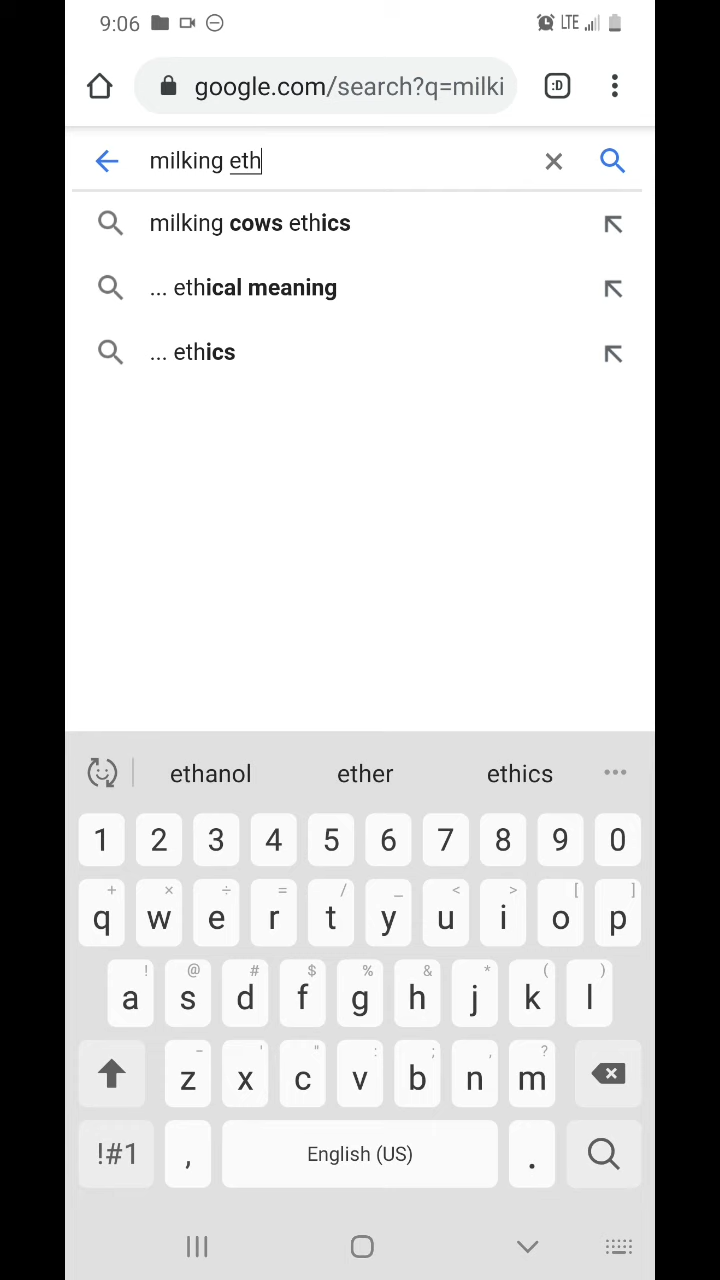 9:06 LTE
google.com/search?q=milki :D
milking eth
milking cows ethics
... ethical meaning
... ethics
ethanol ether ethics •••
1 2 3 4 5 6 7 8 9 0
+ × ÷ = / _ < > [ ]
q w e r t y u i o p
! @ # $ % & * ( )
a s d f g h j k l
- ' " : ; , ?
z x c v b n m
!#1 , English (US) .